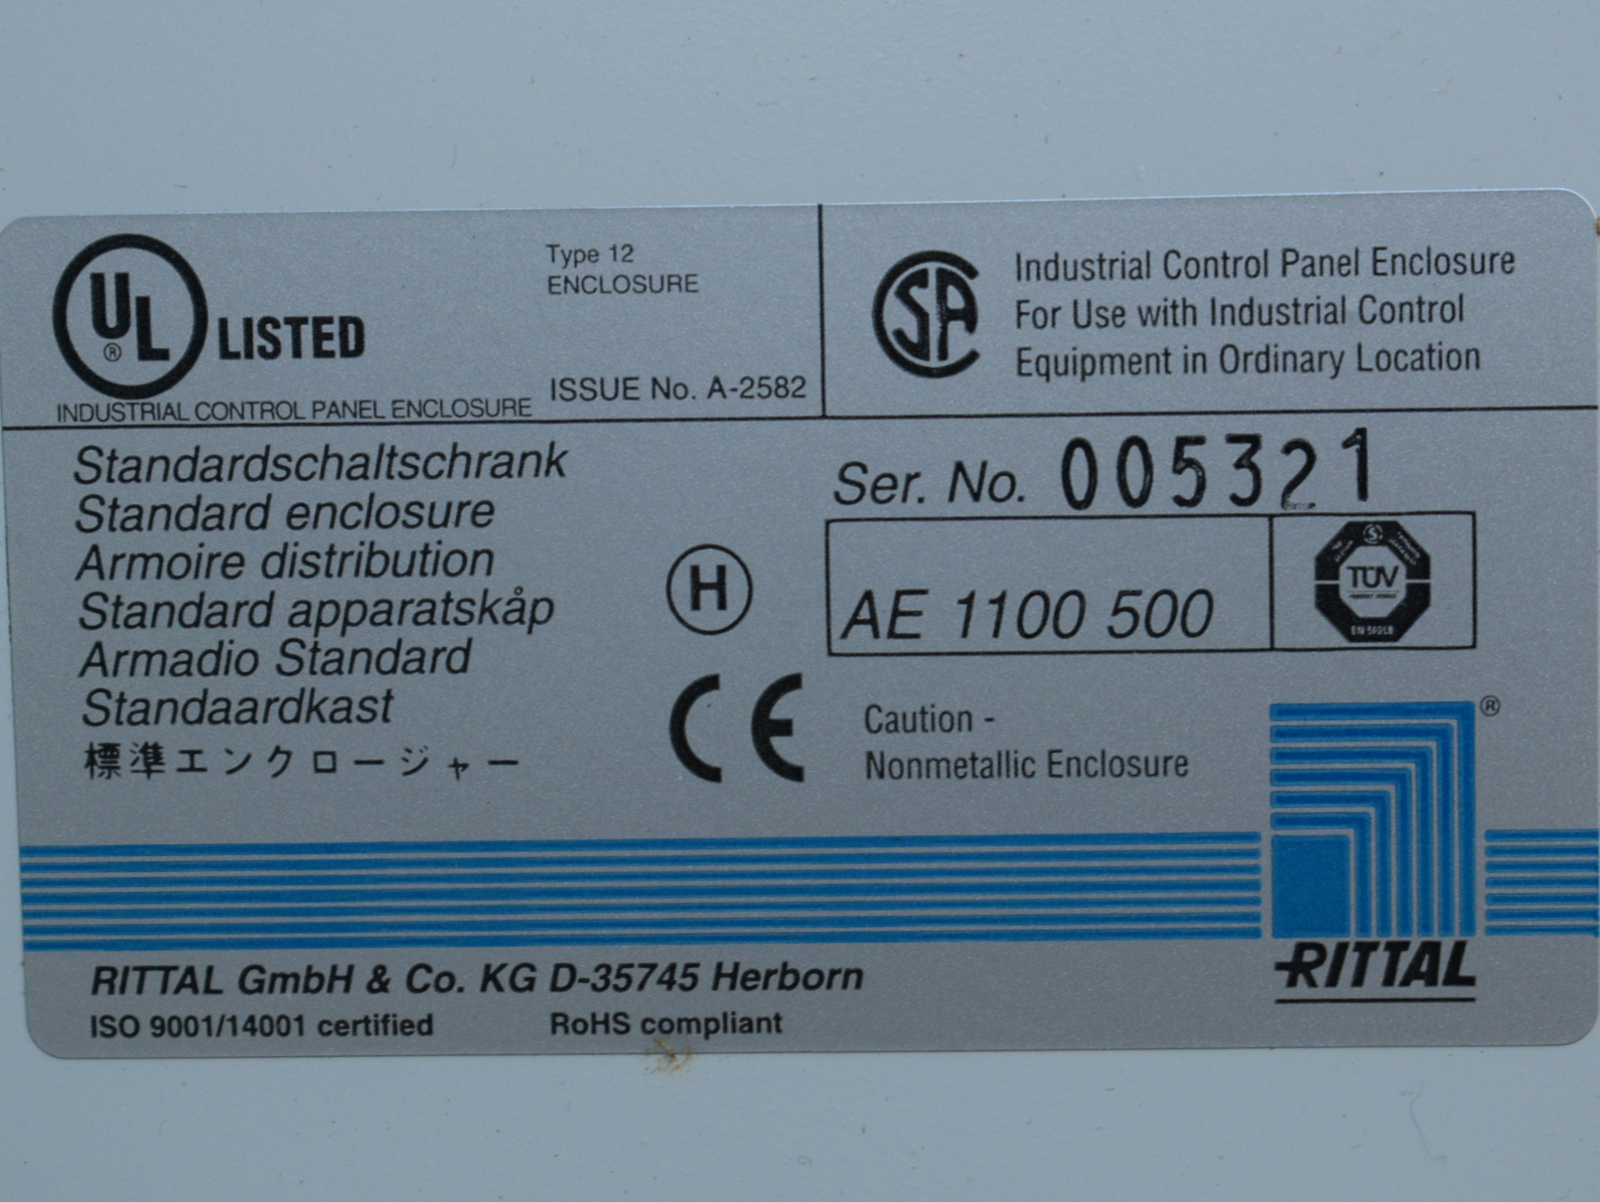 UL® LISTED
INDUSTRIAL CONTROL PANEL ENCLOSURE
Type 12
ENCLOSURE
ISSUE No. A-2582
Industrial Control Panel Enclosure
For Use with Industrial Control
Equipment in Ordinary Location
Standardschaltschrank
Standard enclosure
Armoire distribution
Standard apparatskåp
Armadio Standard
Standaardkast
標準エンクロージャー
H
CE
Ser. No. 005321
AE 1100 500
TÜV
Caution -
Nonmetallic Enclosure
®
RITTAL
RITTAL GmbH & Co. KG D-35745 Herborn
ISO 9001/14001 certified RoHS compliant